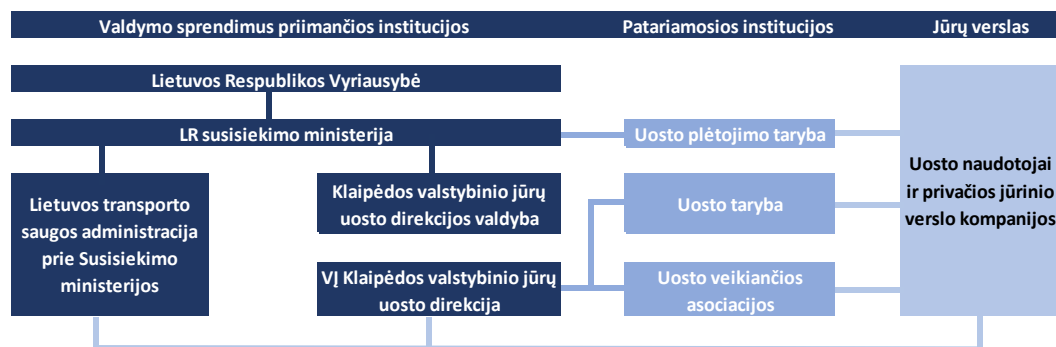 Valdymo sprendimus priimančios institucijos
Patariamosios institucijos
Jūrų verslas
Lietuvos Respublikos Vyriausybė
LR susisiekimo ministerija
Uosto plėtojimo taryba
Lietuvos transporto
saugos administracija
prie Susisiekimo
ministerijos
Klaipėdos valstybinio jūrų
uosto direkcijos valdyba
Uosto taryba
VĮ Klaipėdos valstybinio jūrų
uosto direkcija
Uosto veikiančios
asociacijos
Uosto naudotojai
ir privačios jūrinio
verslo kompanijos